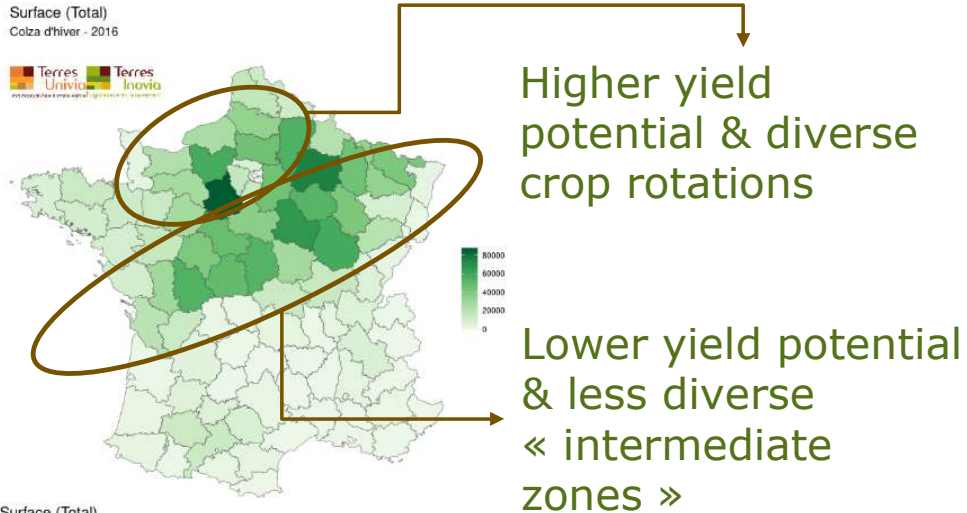 Surface (Total)
Colza d'hiver - 2016
Terres Univia
Terres Inovia
Higher yield
potential & diverse
crop rotations
80000
60000
40000
20000
0
Lower yield potential
& less diverse
« intermediate
zones »
Surface (Total)